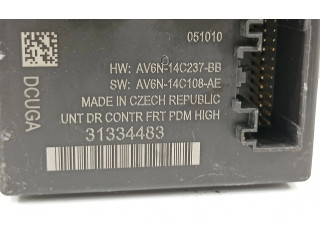 051010
HW: AV6N-14C237-BB
SW: AV6N-14C108-AE
MADE IN CZECH REPUBLIC
UNT DR CONTR FRT PDM HIGH
31334483
DCUGA